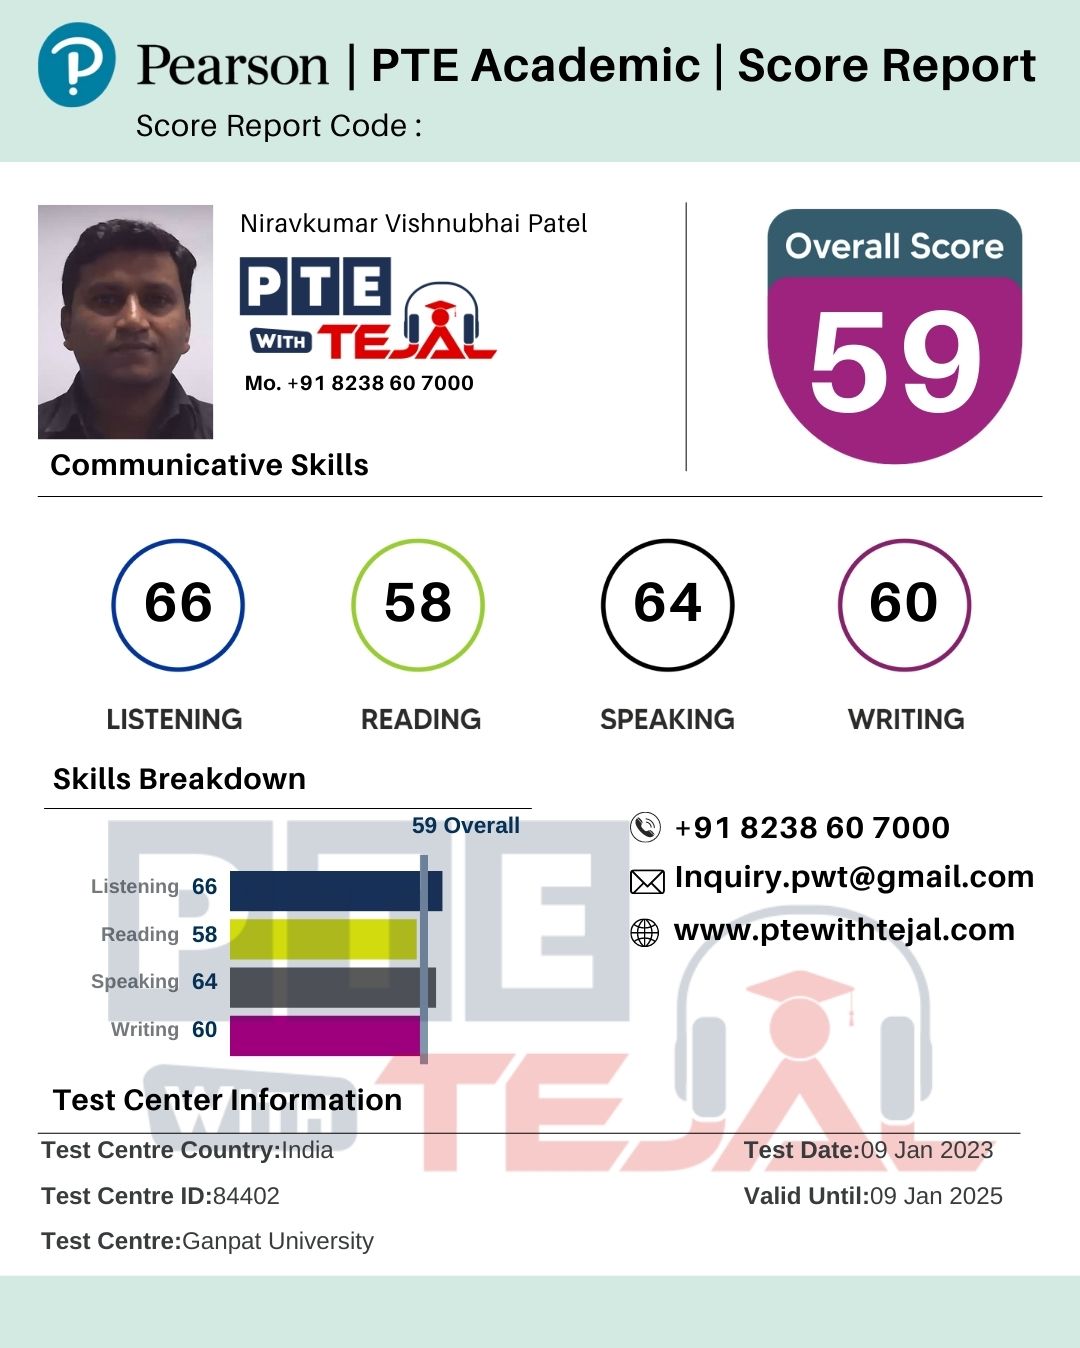 Pearson | PTE Academic | Score Report
Score Report Code :
Niravkumar Vishnubhai Patel
PTE
WITH TEJAL
Mo. +91 8238 60 7000
Overall Score
59
Communicative Skills
66 58 64 60
LISTENING READING SPEAKING WRITING
Skills Breakdown
59 Overall
Listening 66
Reading 58
Speaking 64
Writing 60
+91 8238 60 7000
Inquiry.pwt@gmail.com
www.ptewithtejal.com
PTE
WITH TEJAL
Test Center Information
Test Centre Country:India
Test Date:09 Jan 2023
Test Centre ID:84402
Valid Until:09 Jan 2025
Test Centre:Ganpat University